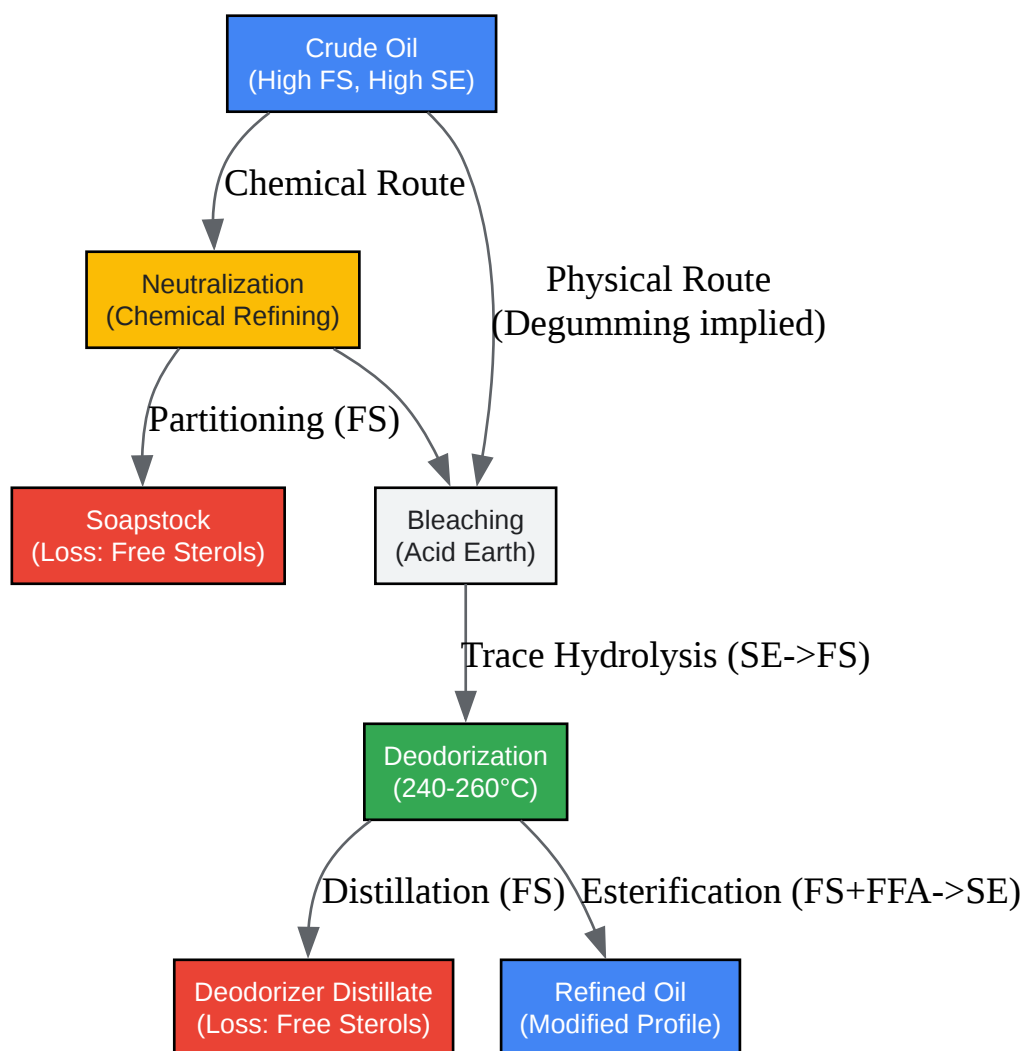 Crude Oil
(High FS, High SE)
Chemical Route
Neutralization
(Chemical Refining)
Physical Route
(Degumming implied)
Partitioning (FS)
Soapstock
(Loss: Free Sterols)
Bleaching
(Acid Earth)
Trace Hydrolysis (SE->FS)
Deodorization
(240-260°C)
Distillation (FS)
Esterification (FS+FFA->SE)
Deodorizer Distillate
(Loss: Free Sterols)
Refined Oil
(Modified Profile)